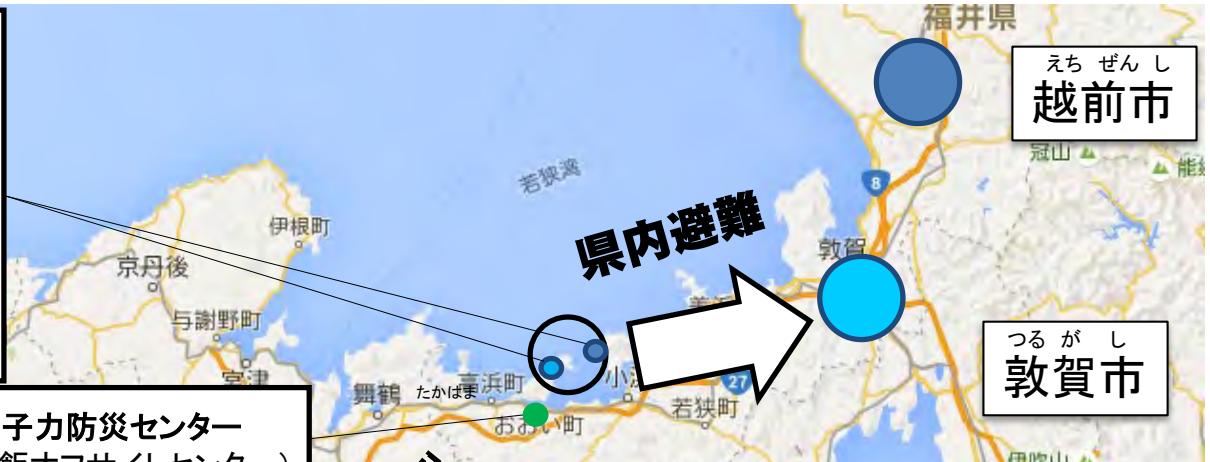 福井県
えちぜんし
越前市
冠山
8
若狭湾
伊根町
県内避難
敦賀
京丹後
与謝野町
つるがし
敦賀市
宮津
舞鶴
たかはま
高浜町
27
若狭町
おおい町
子力防災センター